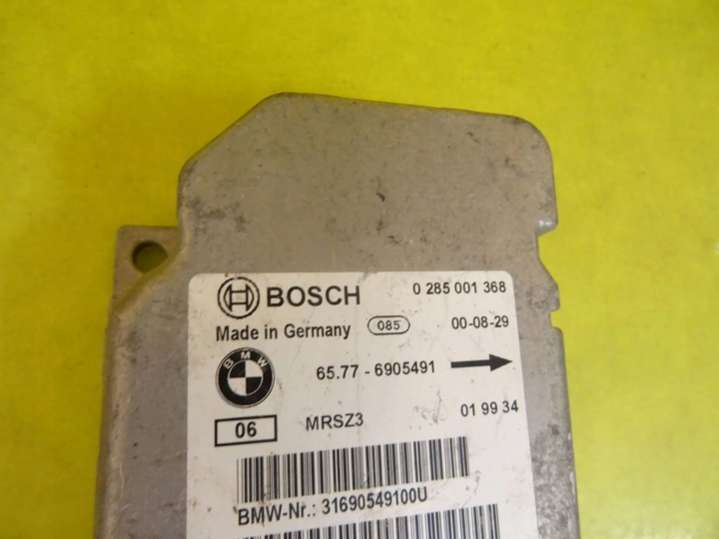 BOSCH 0 285 001 368
Made in Germany 085 00-08-29
BMW 65.77 - 6905491
06 MRSZ3 01 99 34
BMW-Nr.: 31690549100U